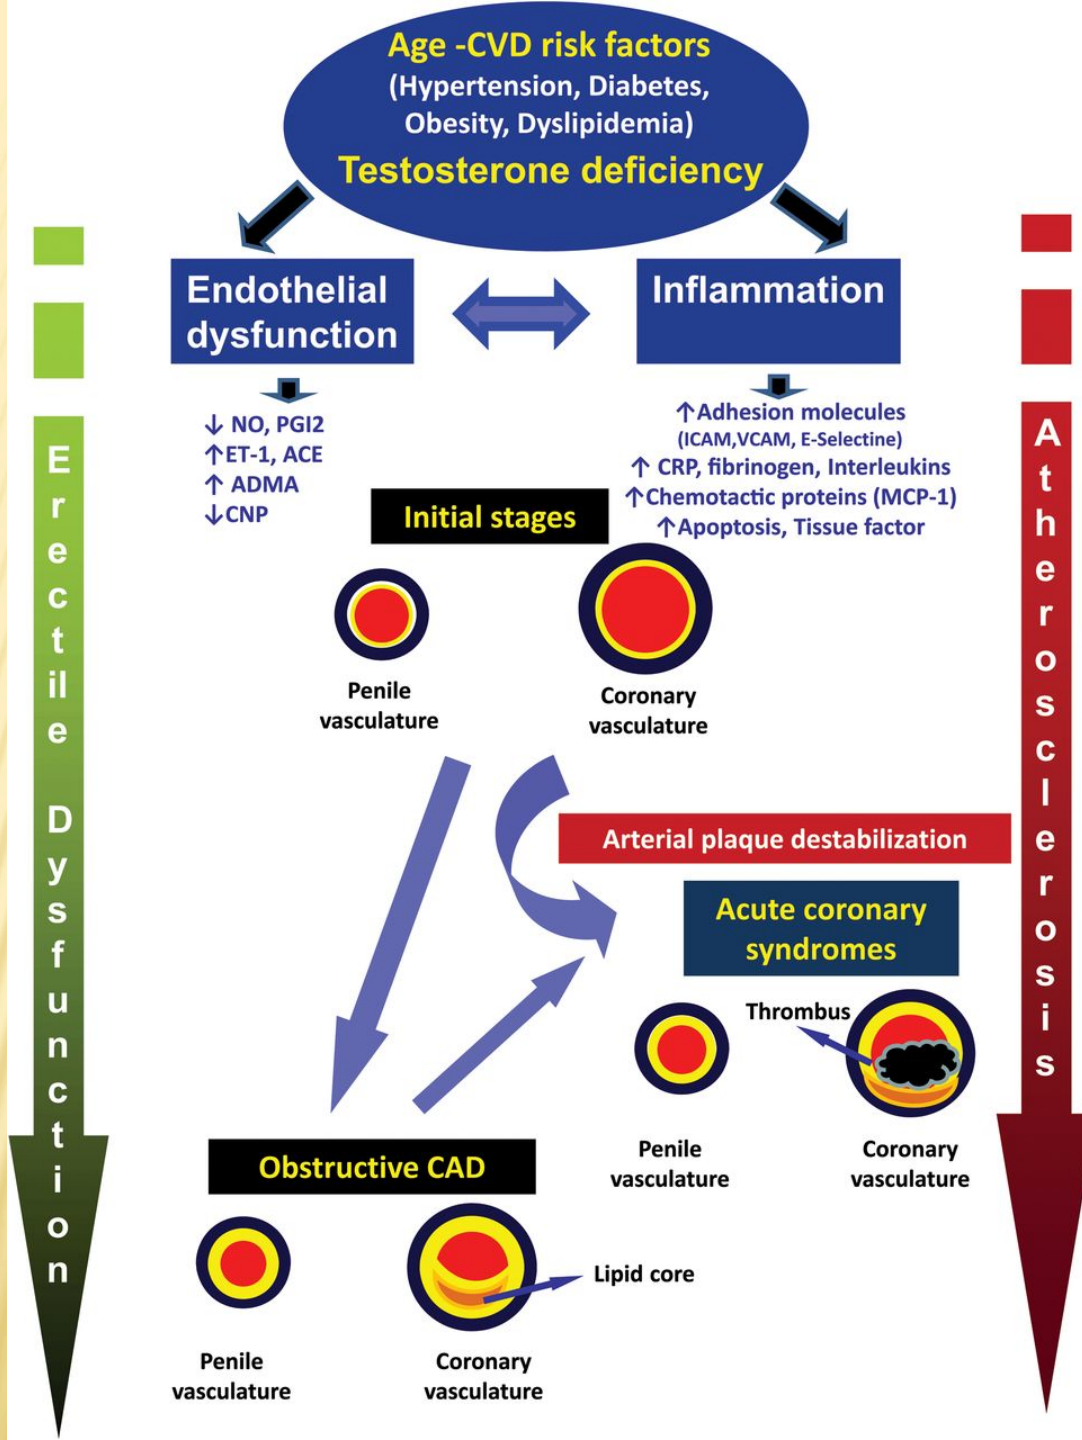 Age -CVD risk factors
(Hypertension, Diabetes,
Obesity, Dyslipidemia)
Testosterone deficiency
Endothelial
dysfunction
Inflammation
↓ NO, PGI2
↑ET-1, ACE
↑ ADMA
↓CNP
↑Adhesion molecules
(ICAM,VCAM, E-Selectine)
↑ CRP, fibrinogen, Interleukins
↑Chemotactic proteins (MCP-1)
↑Apoptosis, Tissue factor
Initial stages
Penile
vasculature
Coronary
vasculature
Erectile Dysfunction
Atherosclerosis
Arterial plaque destabilization
Acute coronary
syndromes
Thrombus
Penile
vasculature
Coronary
vasculature
Obstructive CAD
Lipid core
Penile
vasculature
Coronary
vasculature